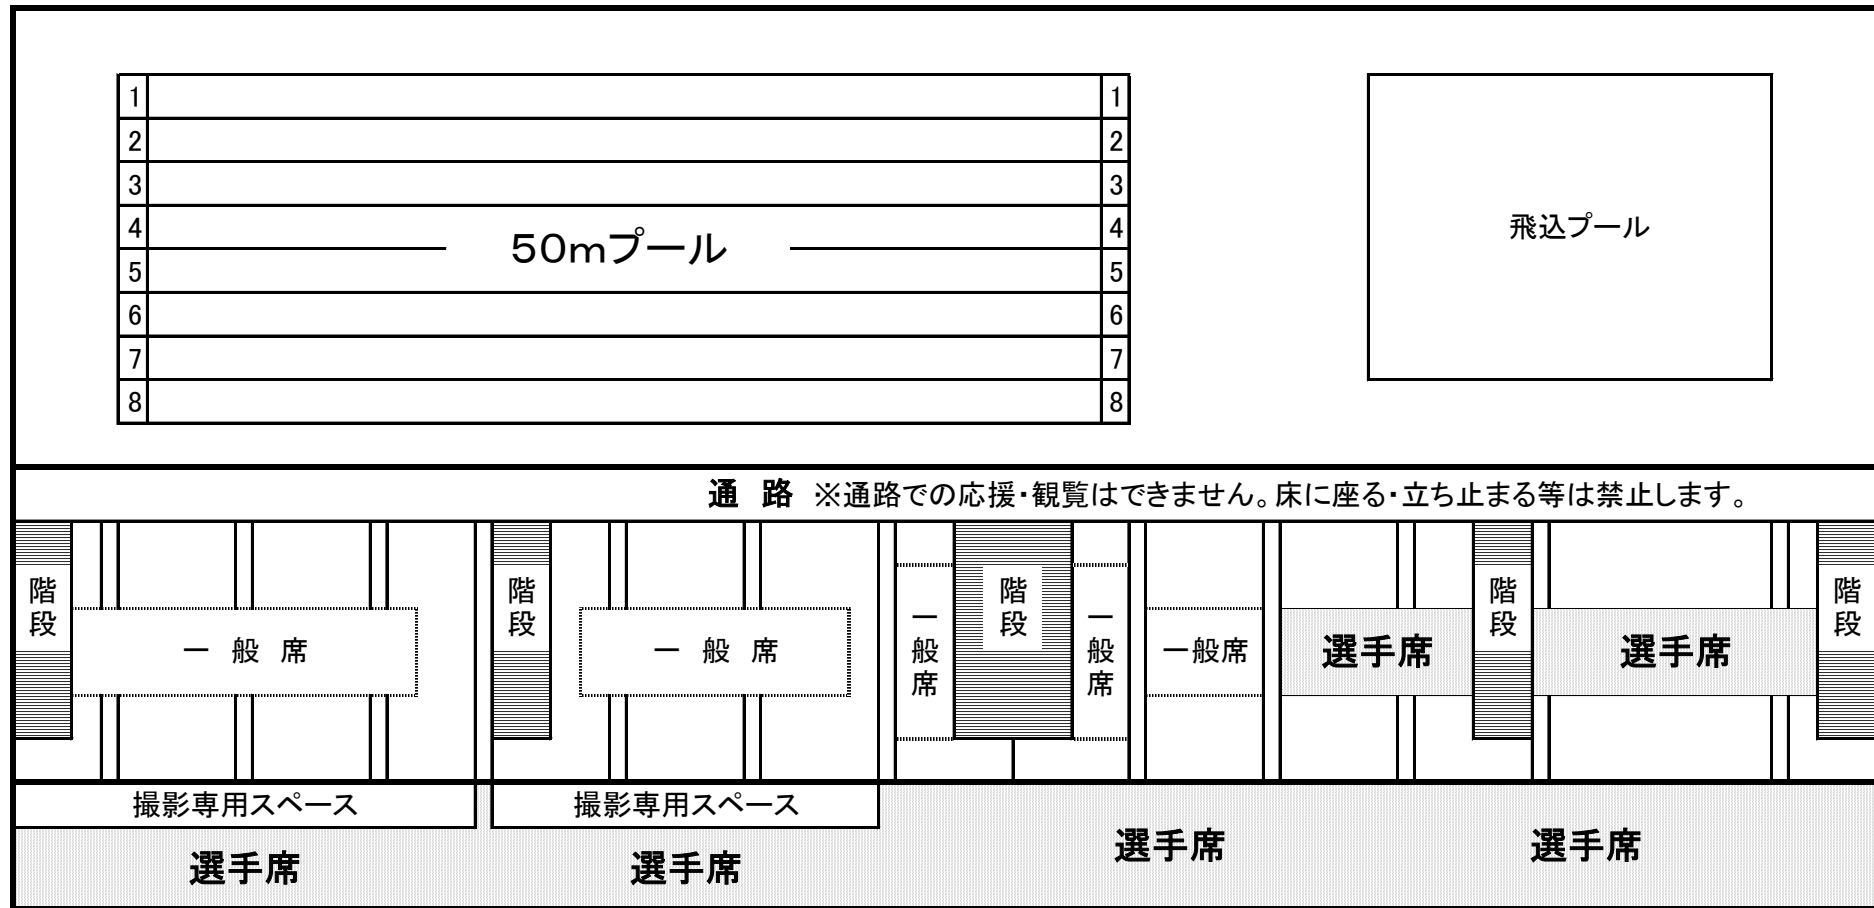 1 1
2 2
3 3
4 4
5 5
6 6
7 7
8 8
50mプール
飛込プール
通 路 ※通路での応援・観覧はできません。床に座る・立ち止まる等は禁止します。
階段
一 般 席
階段
一 般 席
一般席
階段
一般席
一般席
選手席
階段
選手席
階段
撮影専用スペース
撮影専用スペース
選手席
選手席
選手席
選手席